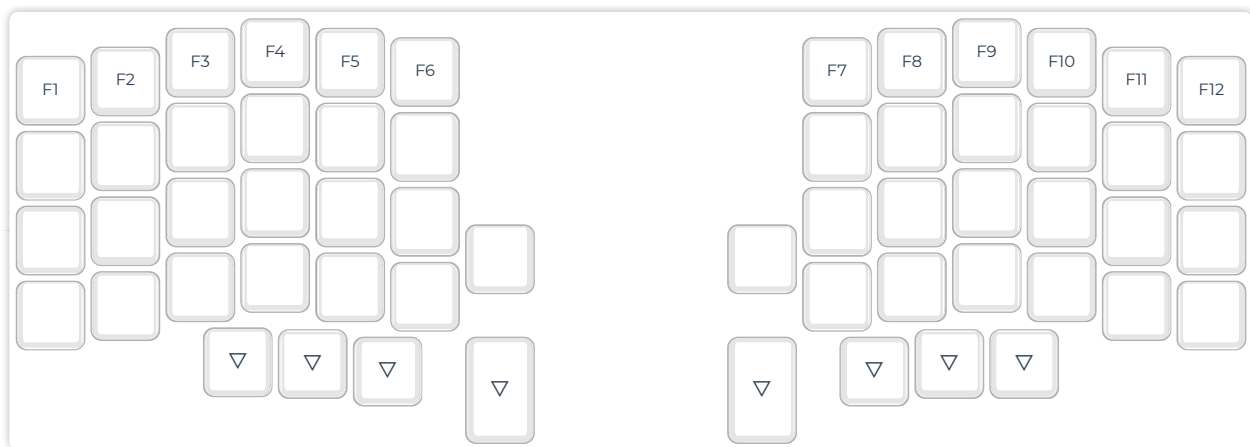 F1 F2 F3 F4 F5 F6 F7 F8 F9 F10 F11 F12
▽ ▽ ▽ ▽ ▽ ▽ ▽ ▽